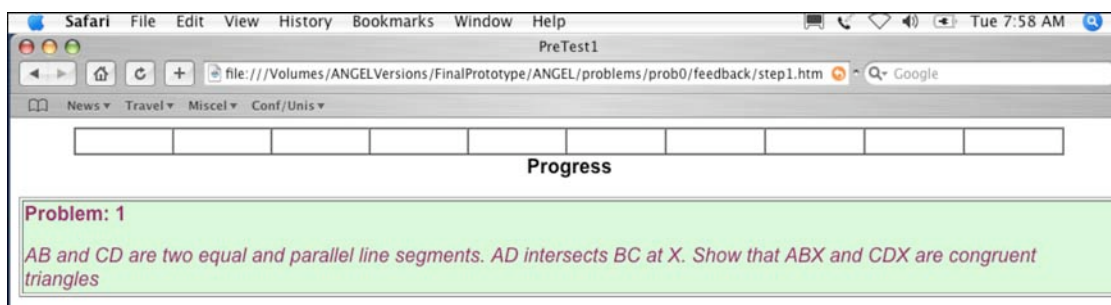 Safari File Edit View History Bookmarks Window Help Tue 7:58 AM
PreTest1
file:///Volumes/ANGELVersions/FinalPrototype/ANGEL/problems/prob0/feedback/step1.htm Google
News Travel Miscel Conf/Unis
Progress
Problem: 1
AB and CD are two equal and parallel line segments. AD intersects BC at X. Show that ABX and CDX are congruent
triangles